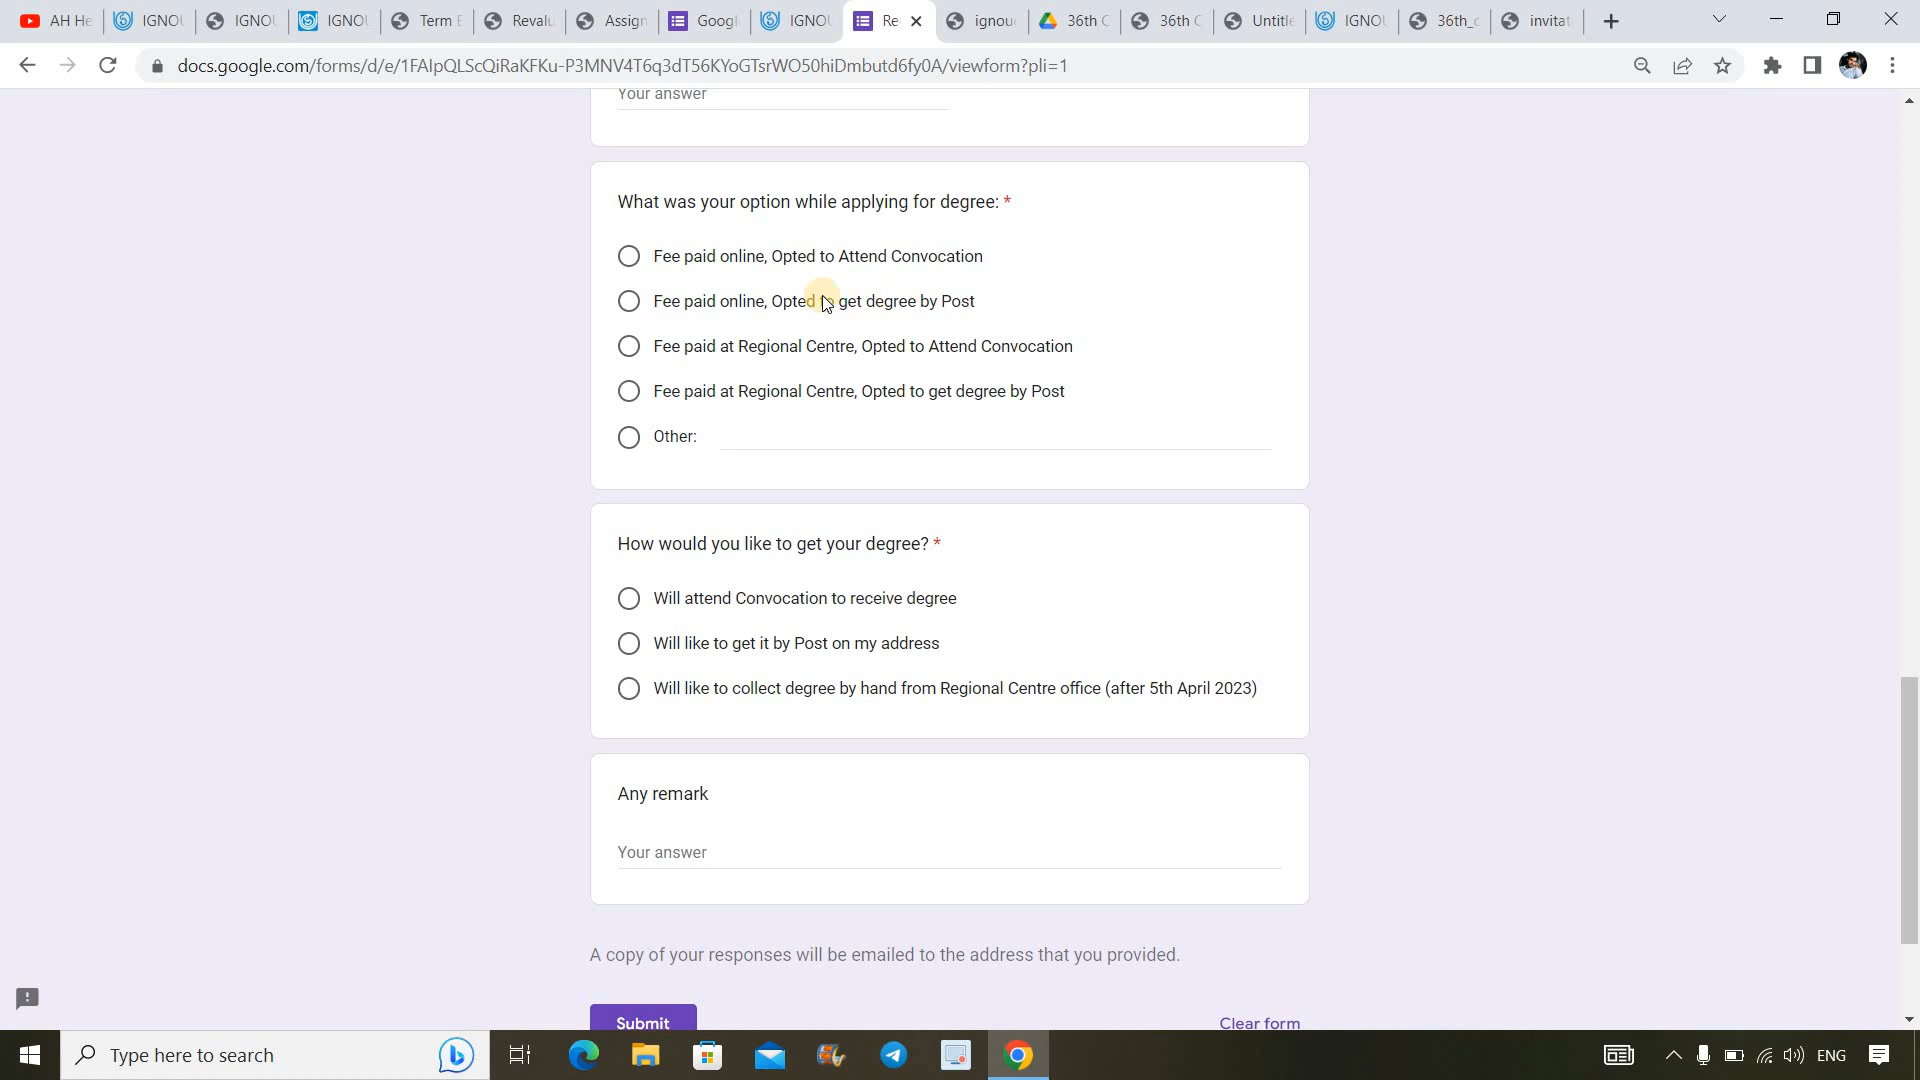 AH He
IGNOU
IGNOU
IGNOU
Term E
Revalu
Assign
Googl
IGNOU
Re
ignou
36th C
36th C
Untitle
IGNOU
36th_c
invitat
docs.google.com/forms/d/e/1FAIpQLScQiRaKFKu-P3MNV4T6q3dT56KYoGTsrWO50hiDmbutd6fy0A/viewform?pli=1
Your answer
What was your option while applying for degree: *
Fee paid online, Opted to Attend Convocation
Fee paid online, Opted to get degree by Post
Fee paid at Regional Centre, Opted to Attend Convocation
Fee paid at Regional Centre, Opted to get degree by Post
Other:
How would you like to get your degree? *
Will attend Convocation to receive degree
Will like to get it by Post on my address
Will like to collect degree by hand from Regional Centre office (after 5th April 2023)
Any remark
Your answer
A copy of your responses will be emailed to the address that you provided.
Submit
Clear form
Type here to search
ENG